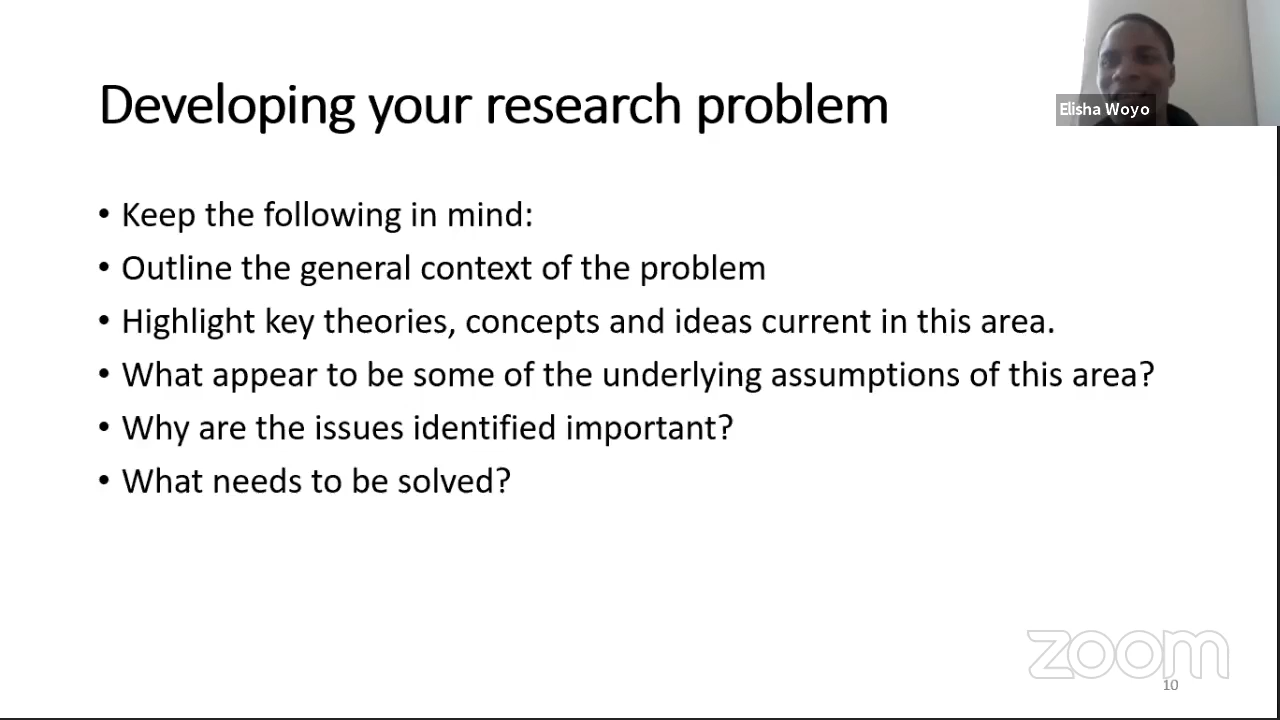 Developing your research problem
Elisha Woyo
• Keep the following in mind:
• Outline the general context of the problem
• Highlight key theories, concepts and ideas current in this area.
• What appear to be some of the underlying assumptions of this area?
• Why are the issues identified important?
• What needs to be solved?
zoom
10